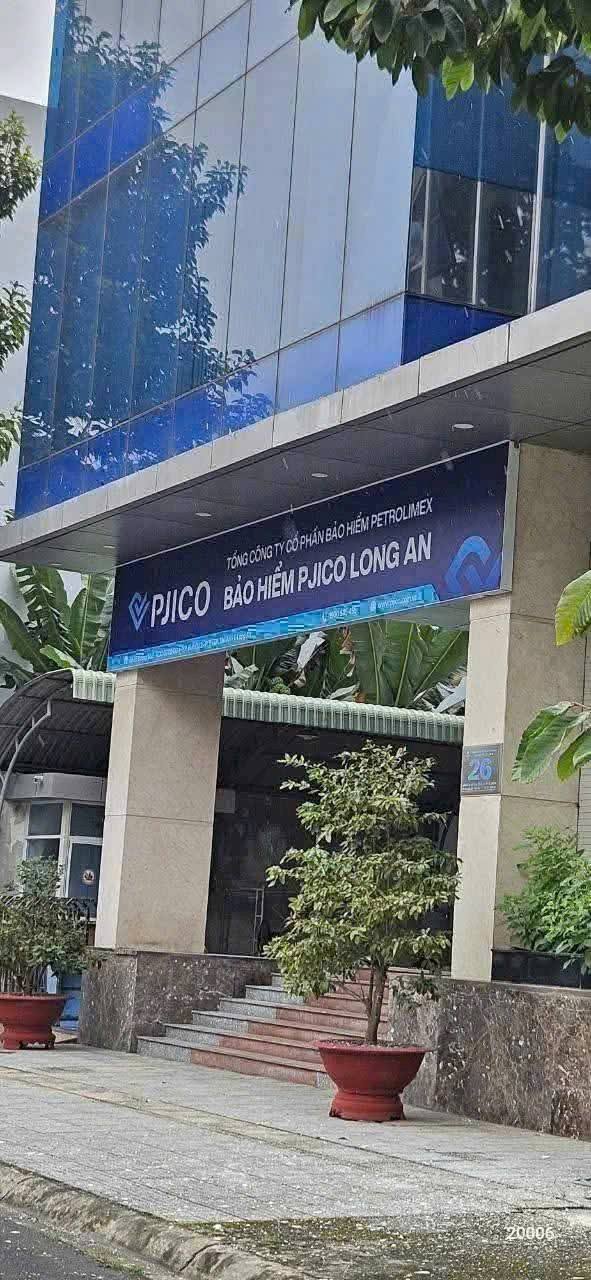 TỔNG CÔNG TY CỔ PHẦN BẢO HIỂM PETROLIMEX
PJICO
BẢO HIỂM PJICO LONG AN
26
20006